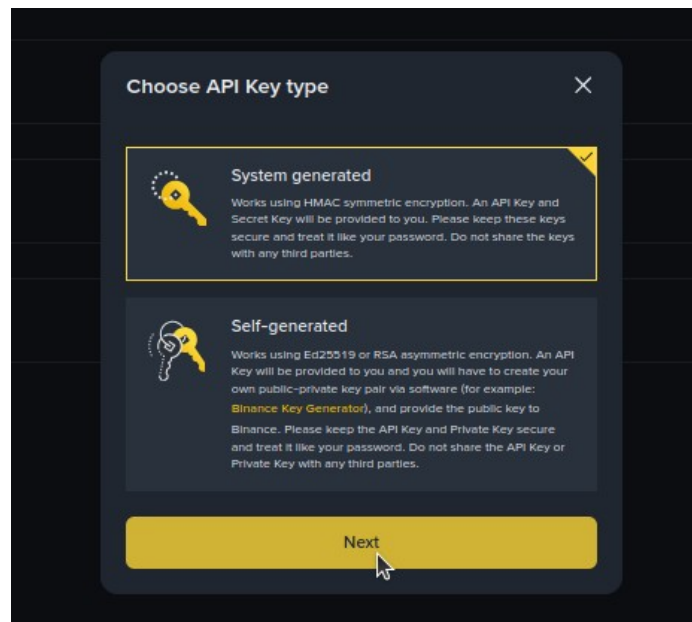 Choose API Key type
System generated
Works using HMAC symmetric encryption. An API Key and
Secret Key will be provided to you. Please keep these keys
secure and treat it like your password. Do not share the keys
with any third parties.
Self-generated
Works using Ed25519 or RSA asymmetric encryption. An API
Key will be provided to you and you will have to create your
own public-private key pair via software (for example:
Binance Key Generator), and provide the public key to
Binance. Please keep the API Key and Private Key secure
and treat it like your password. Do not share the API Key or
Private Key with any third parties.
Next